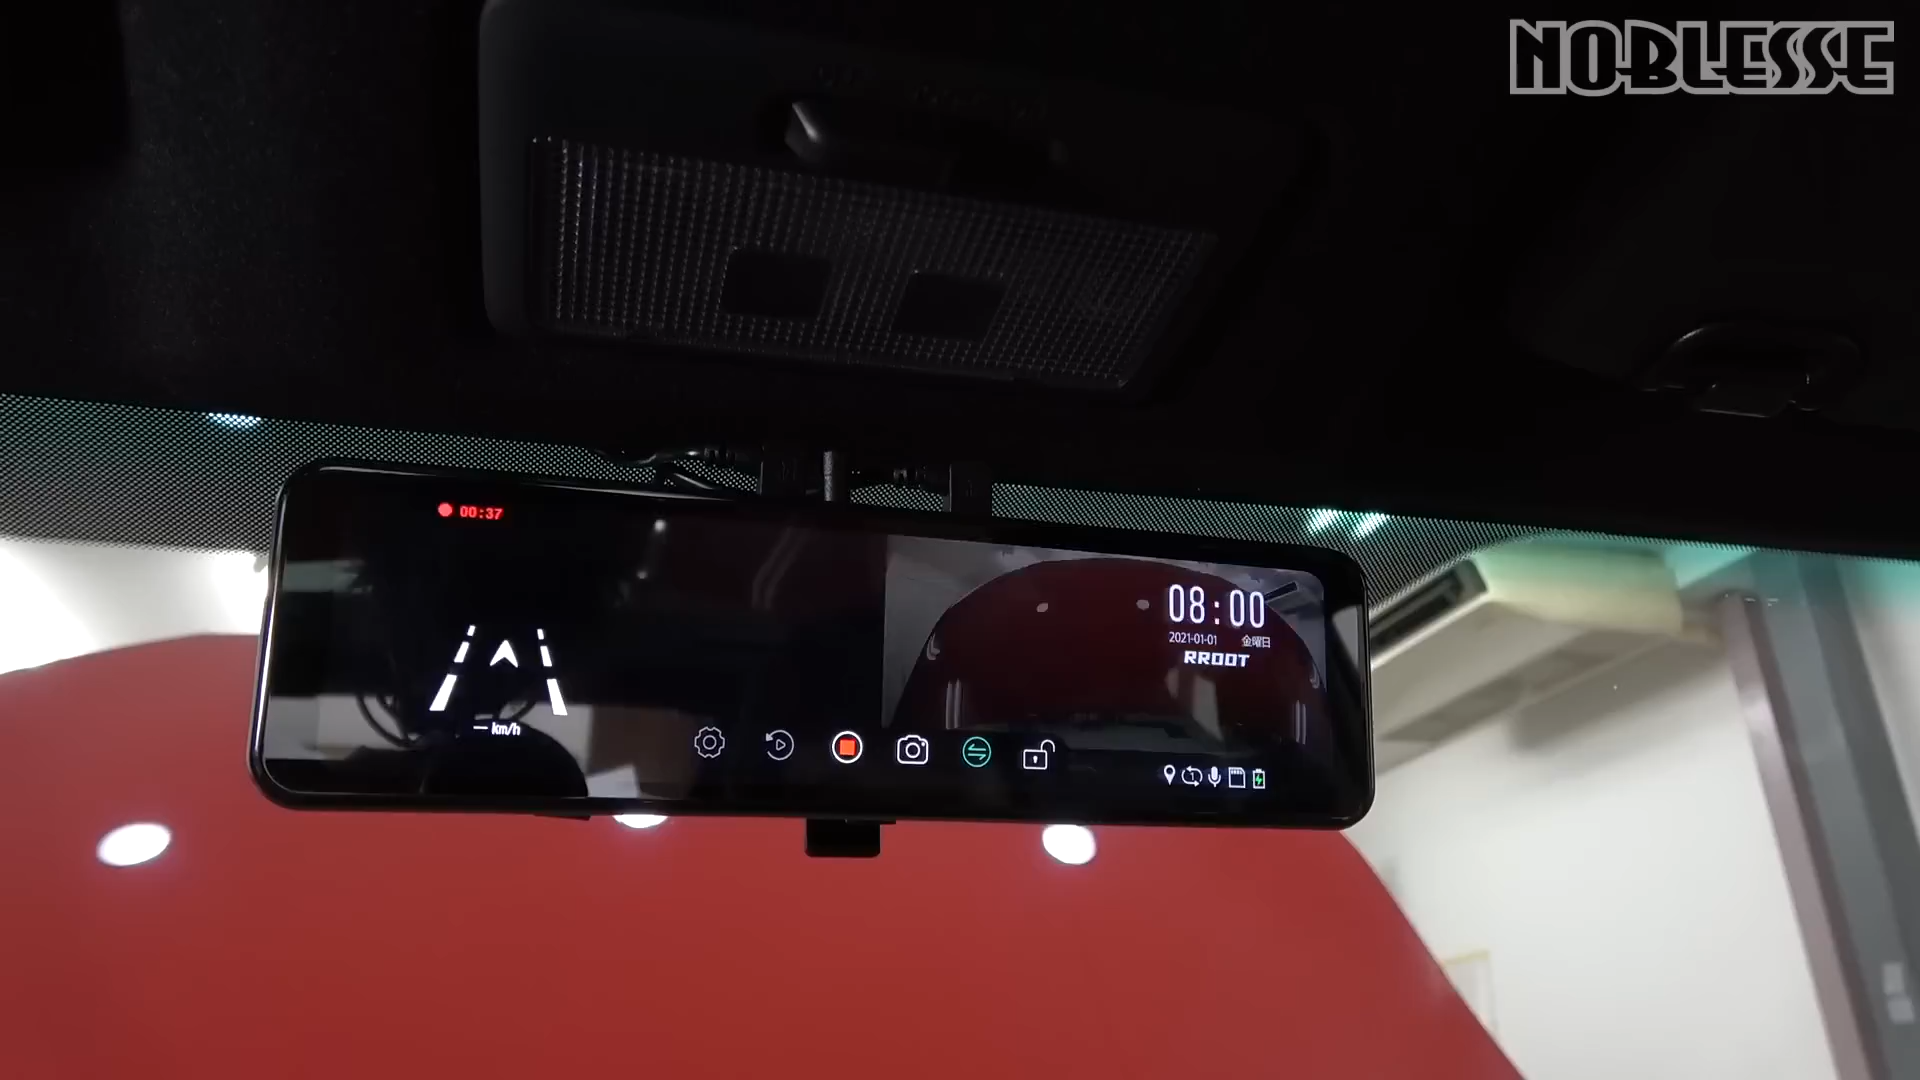 NOBLESSE
00:37
08:00
2021-01-01 金曜日
RROOT
-- km/h